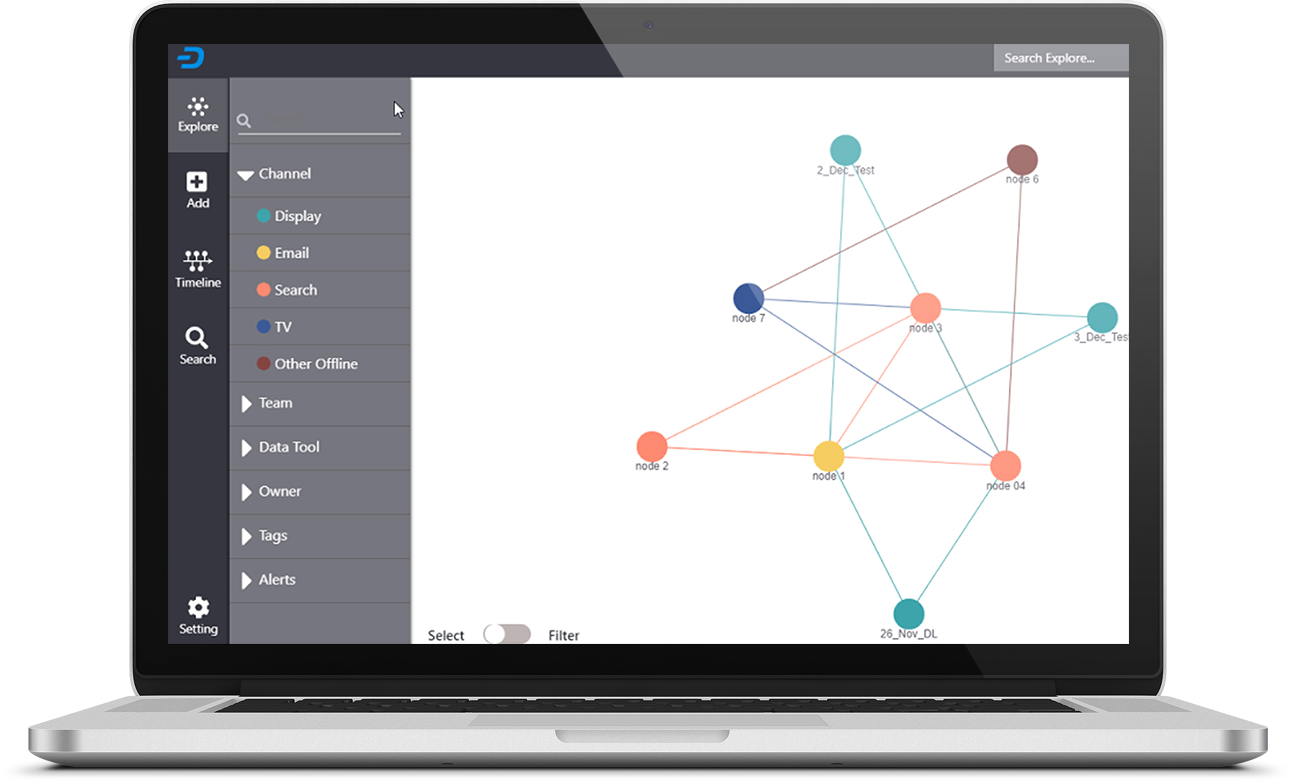 Search Explore...
Explore
Add
Timeline
Search
Setting
Channel
Display
Email
Search
TV
Other Offline
Team
Data Tool
Owner
Tags
Alerts
2_Dec_Test
node 6
node 7
node 3
3_Dec_Tes
node 2
node 1
node 04
26_Nov_DL
Select
Filter